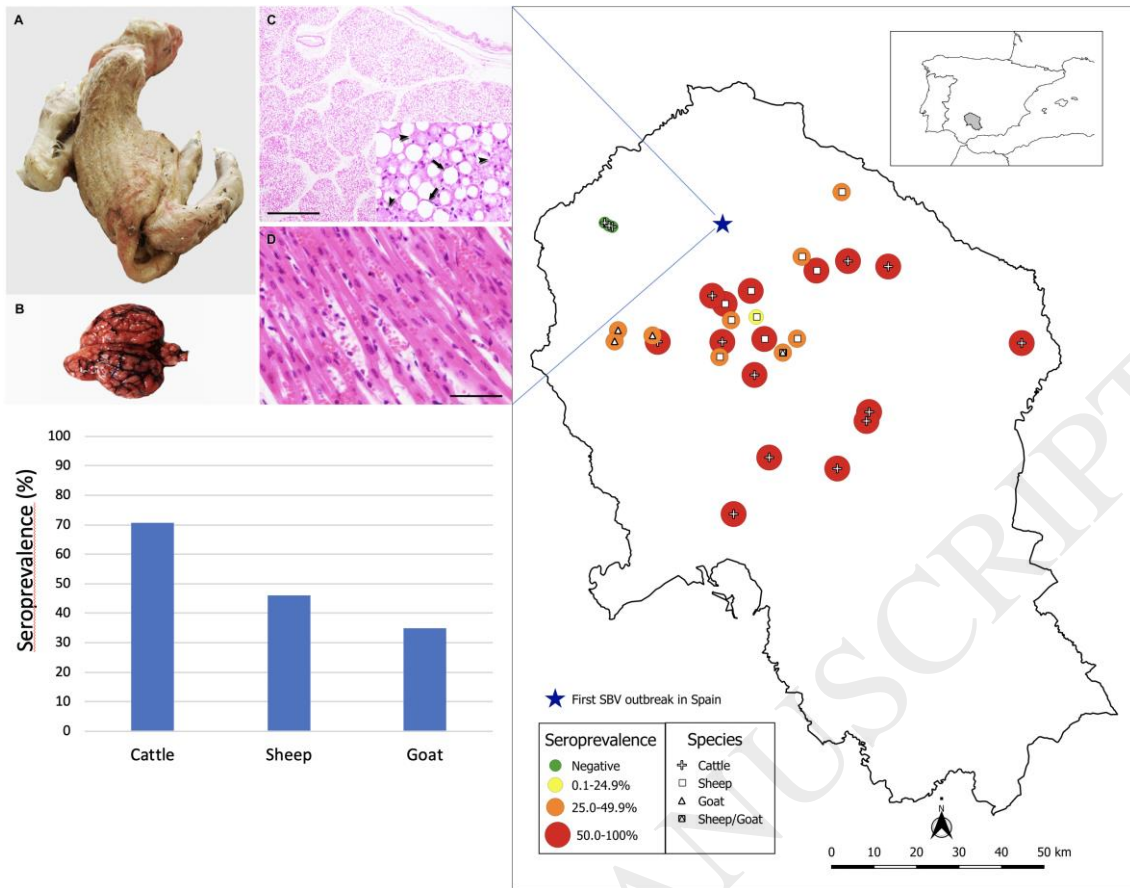 A
B
C
D
100
90
80
70
60
50
40
30
20
10
0
Seroprevalence (%)
Cattle
Sheep
Goat
First SBV outbreak in Spain
Seroprevalence
Negative
0.1-24.9%
25.0-49.9%
50.0-100%
Species
Cattle
Sheep
Goat
Sheep/Goat
N
0 10 20 30 40 50 km
ANUSCRIPT